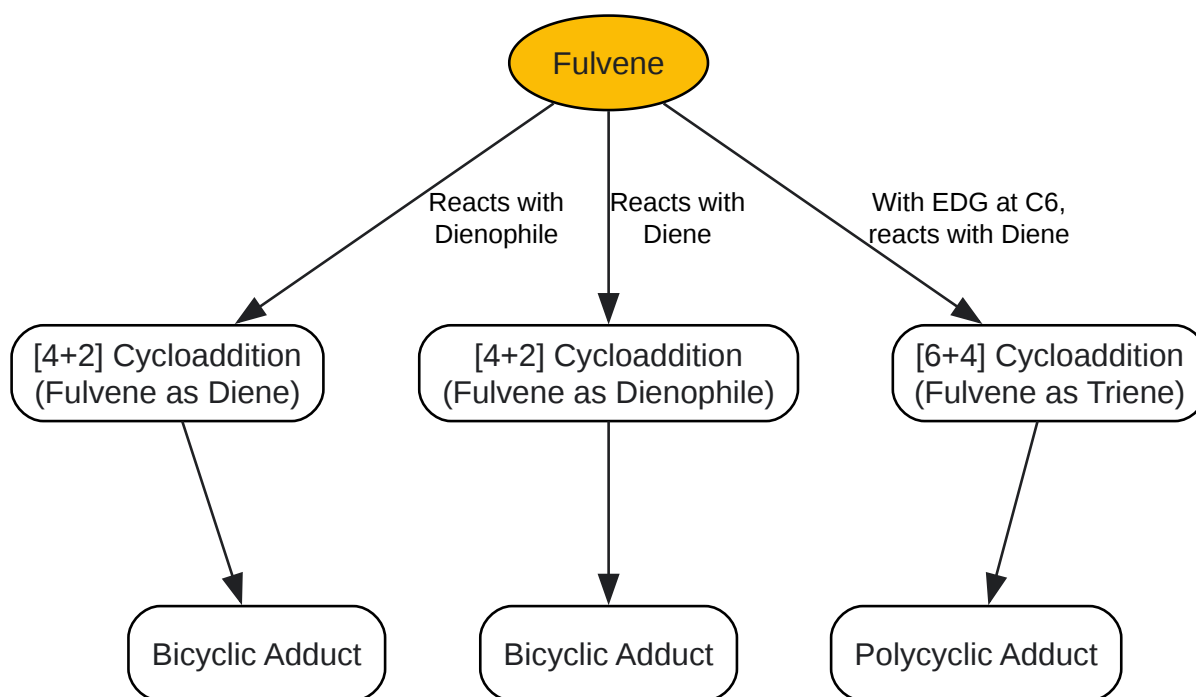 Fulvene
Reacts with
Dienophile
Reacts with
Diene
With EDG at C6,
reacts with Diene
[4+2] Cycloaddition
(Fulvene as Diene)
[4+2] Cycloaddition
(Fulvene as Dienophile)
[6+4] Cycloaddition
(Fulvene as Triene)
Bicyclic Adduct
Bicyclic Adduct
Polycyclic Adduct